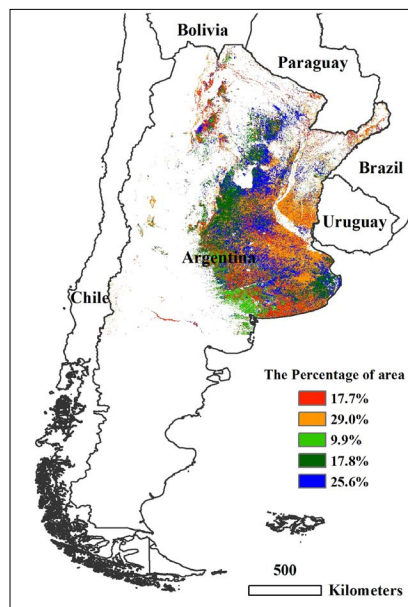 Bolivia
Paraguay
Brazil
Uruguay
Argentina
Chile
The Percentage of area
17.7%
29.0%
9.9%
17.8%
25.6%
500
Kilometers